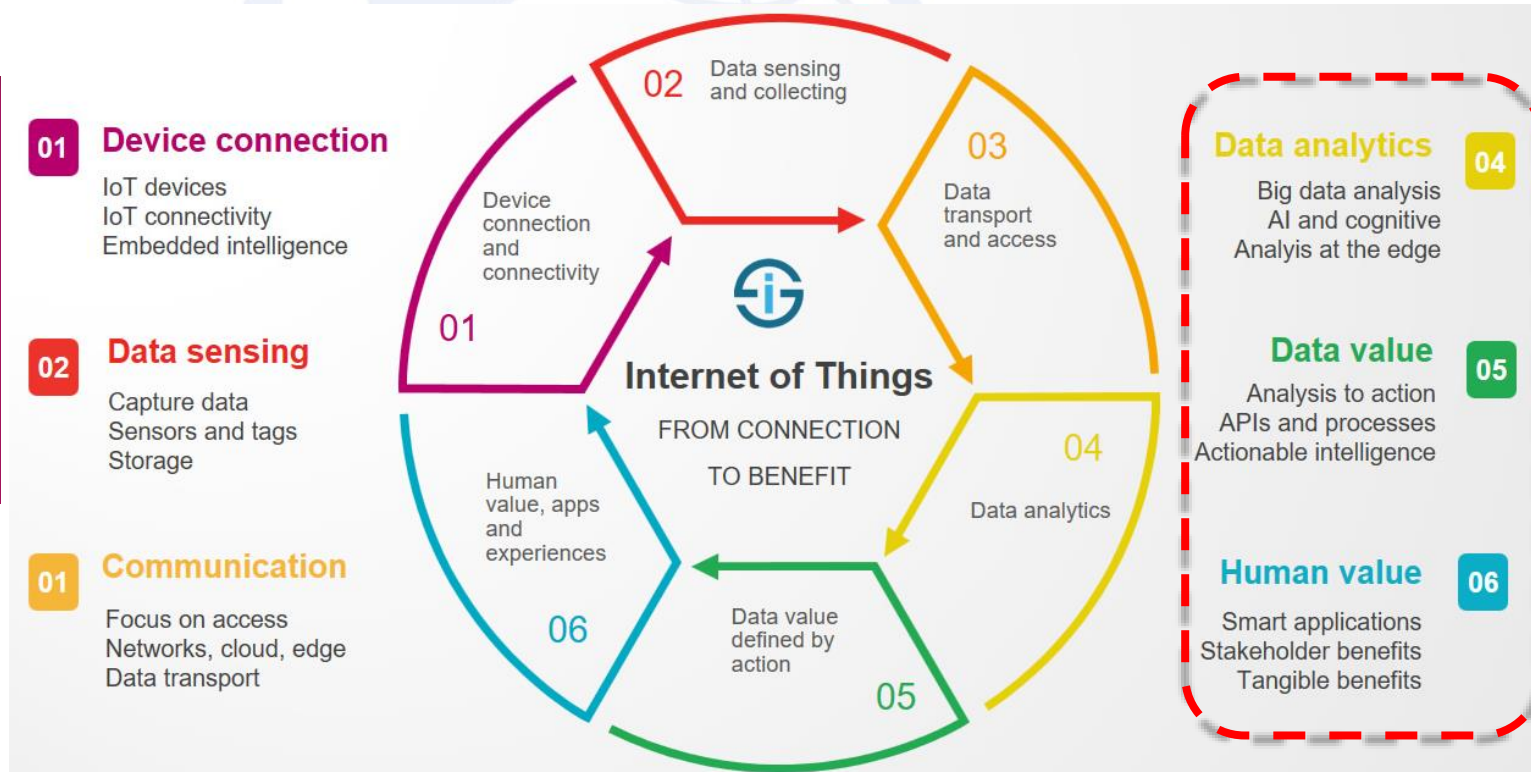 01
Device connection
IoT devices
IoT connectivity
Embedded intelligence
02
Data sensing
Capture data
Sensors and tags
Storage
01
Communication
Focus on access
Networks, cloud, edge
Data transport
02
Data sensing
and collecting
03
Data
transport
and access
Device
connection
and
connectivity
01
Internet of Things
FROM CONNECTION
TO BENEFIT
04
Data analytics
Human
value, apps
and
experiences
06
Data value
defined by
action
05
Data analytics
04
Big data analysis
AI and cognitive
Analyis at the edge
Data value
05
Analysis to action
APIs and processes
Actionable intelligence
Human value
06
Smart applications
Stakeholder benefits
Tangible benefits